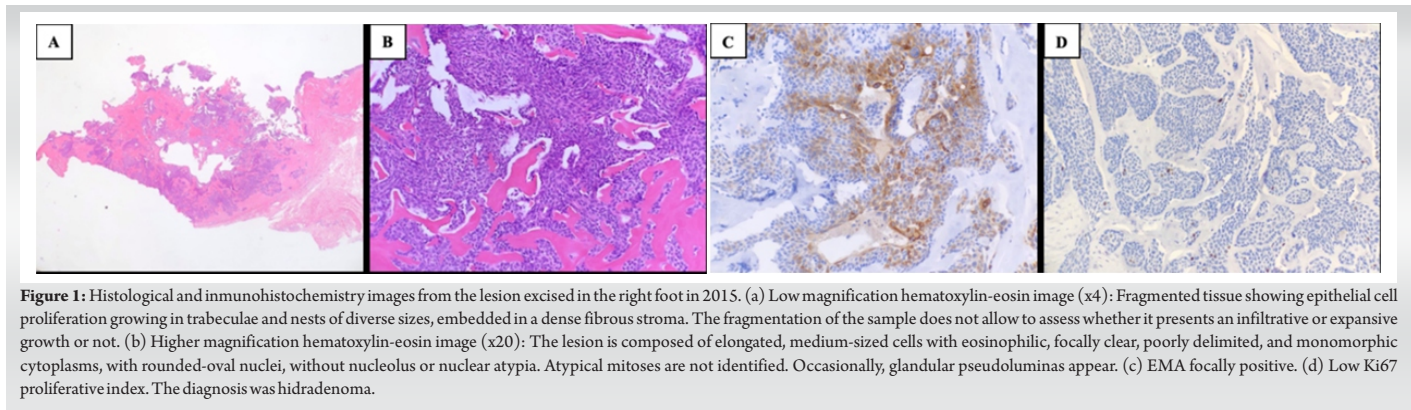 A
B
C
D
Figure 1: Histological and inmunohistochemistry images from the lesion excised in the right foot in 2015. (a) Low magnification hematoxylin-eosin image (x4): Fragmented tissue showing epithelial cell
proliferation growing in trabeculae and nests of diverse sizes, embedded in a dense fibrous stroma. The fragmentation of the sample does not allow to assess whether it presents an infiltrative or expansive
growth or not. (b) Higher magnification hematoxylin-eosin image (x20): The lesion is composed of elongated, medium-sized cells with eosinophilic, focally clear, poorly delimited, and monomorphic
cytoplasms, with rounded-oval nuclei, without nucleolus or nuclear atypia. Atypical mitoses are not identified. Occasionally, glandular pseudoluminas appear. (c) EMA focally positive. (d) Low Ki67
proliferative index. The diagnosis was hidradenoma.